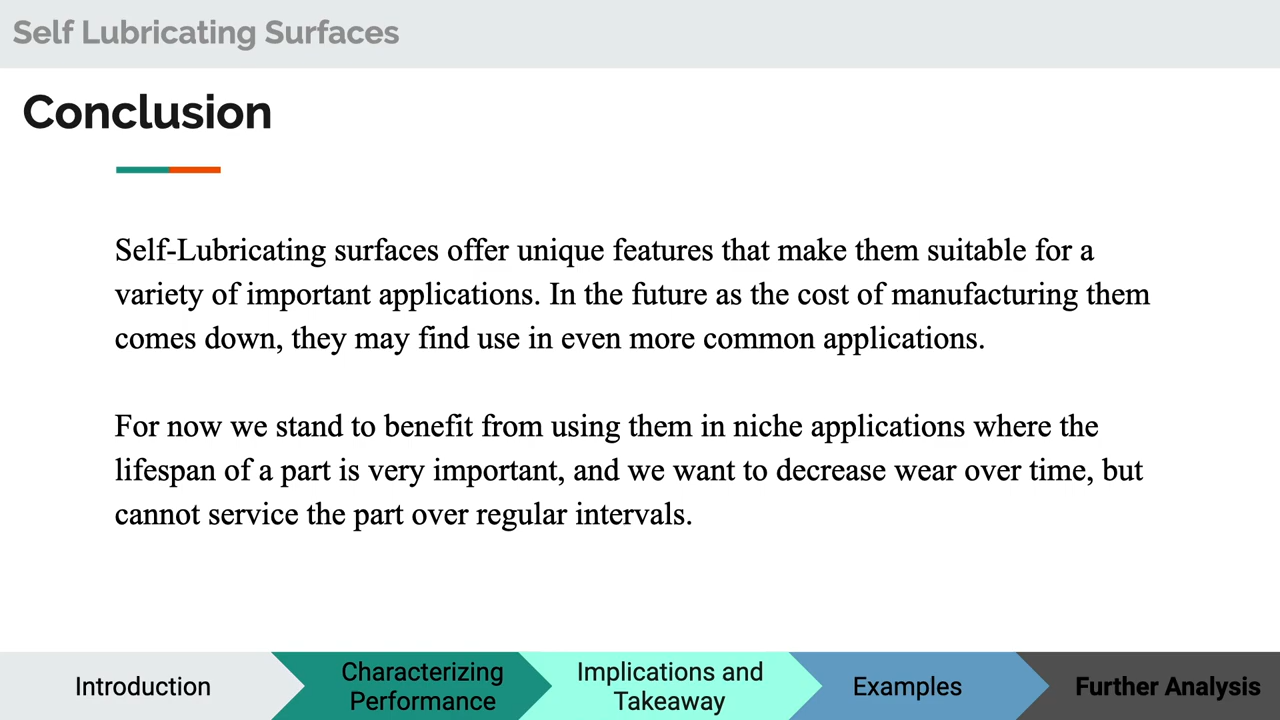 Self Lubricating Surfaces
Conclusion
Self-Lubricating surfaces offer unique features that make them suitable for a
variety of important applications. In the future as the cost of manufacturing them
comes down, they may find use in even more common applications.
For now we stand to benefit from using them in niche applications where the
lifespan of a part is very important, and we want to decrease wear over time, but
cannot service the part over regular intervals.
Introduction
Characterizing
Performance
Implications and
Takeaway
Examples
Further Analysis